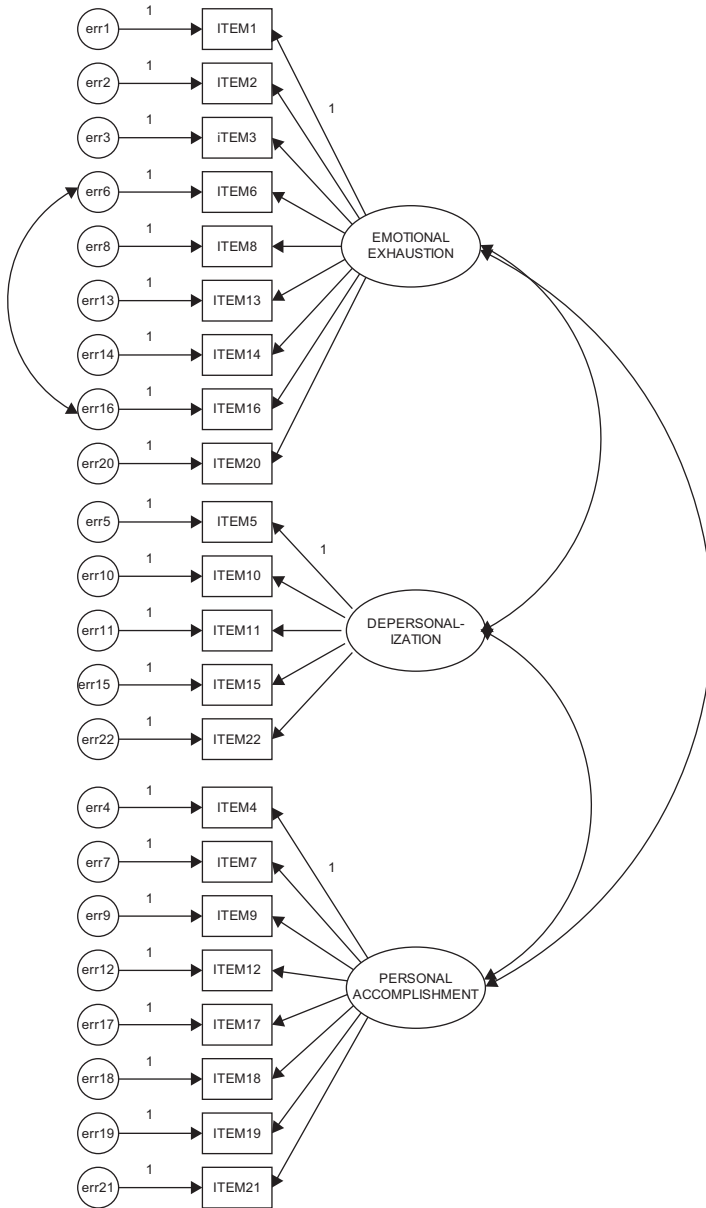 err1 1 ITEM1
err2 1 ITEM2
1
err3 1 iTEM3
err6 1 ITEM6
err8 1 ITEM8
EMOTIONAL
EXHAUSTION
err13 1 ITEM13
err14 1 ITEM14
err16 1 ITEM16
err20 1 ITEM20
err5 1 ITEM5
1
err10 1 ITEM10
err11 1 ITEM11
DEPERSONAL-
IZATION
err15 1 ITEM15
err22 1 ITEM22
err4 1 ITEM4
err7 1 ITEM7
1
err9 1 ITEM9
err12 1 ITEM12
PERSONAL
ACCOMPLISHMENT
err17 1 ITEM17
err18 1 ITEM18
err19 1 ITEM19
err21 1 ITEM21